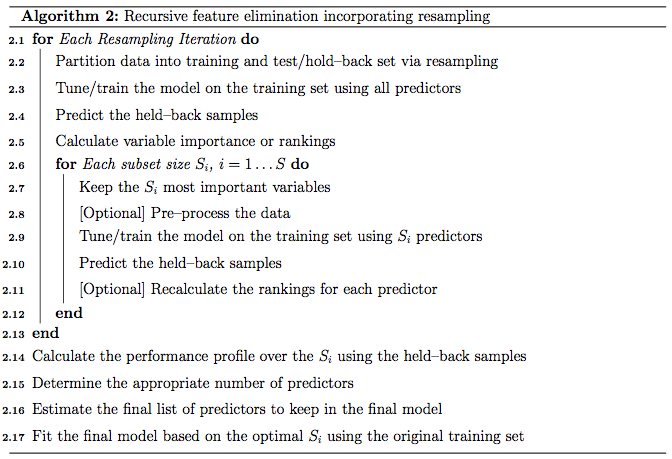 Algorithm 2: Recursive feature elimination incorporating resampling
2.1 for Each Resampling Iteration do
2.2 Partition data into training and test/hold–back set via resampling
2.3 Tune/train the model on the training set using all predictors
2.4 Predict the held–back samples
2.5 Calculate variable importance or rankings
2.6 for Each subset size Sᵢ, i = 1 . . . S do
2.7 Keep the Sᵢ most important variables
2.8 [Optional] Pre–process the data
2.9 Tune/train the model on the training set using Sᵢ predictors
2.10 Predict the held–back samples
2.11 [Optional] Recalculate the rankings for each predictor
2.12 end
2.13 end
2.14 Calculate the performance profile over the Sᵢ using the held–back samples
2.15 Determine the appropriate number of predictors
2.16 Estimate the final list of predictors to keep in the final model
2.17 Fit the final model based on the optimal Sᵢ using the original training set